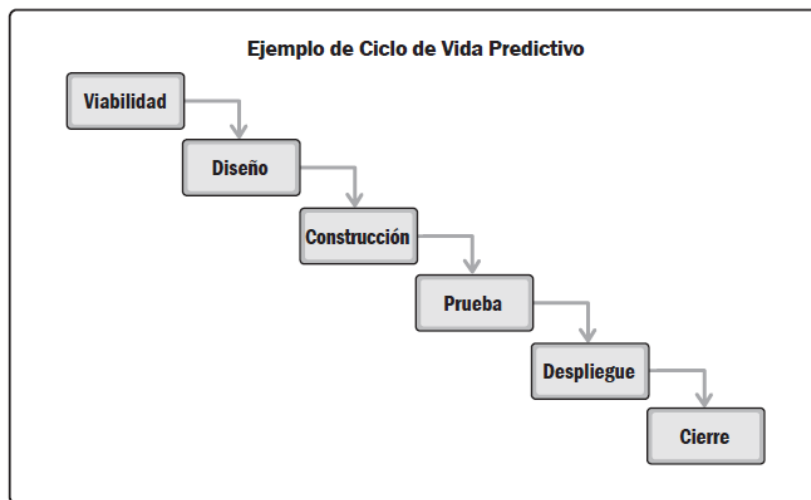 Ejemplo de Ciclo de Vida Predictivo
Viabilidad
Diseño
Construcción
Prueba
Despliegue
Cierre